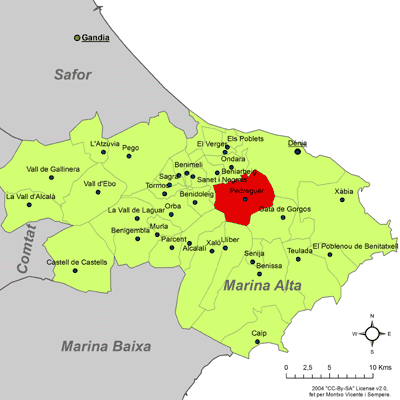 Gandia
Safor
L'Atzúvia
Pego
El Verger
Els Poblets
Dénia
Ondara
Vall de Gallinera
Benimeli
Beniarbeig
Sagra
Sanet i Negrals
Tormos
Vall d'Ebo
Benidoleig
Pedreguer
Xàbia
La Vall d'Alcalà
Orba
La Vall de Laguar
Gata de Gorgos
Murla
Benigembla
Parcent
Alcalalí
Xaló
Llíber
Comtat
Castell de Castells
Senija
Teulada
El Poblenou de Benitatxell
Benissa
Marina Alta
Calp
Marina Baixa
N
W
E
S
0 2,5 5 10 Kms
2004 "CC-By-SA" License v2.0,
fet per Montxo Vicente i Sempere.